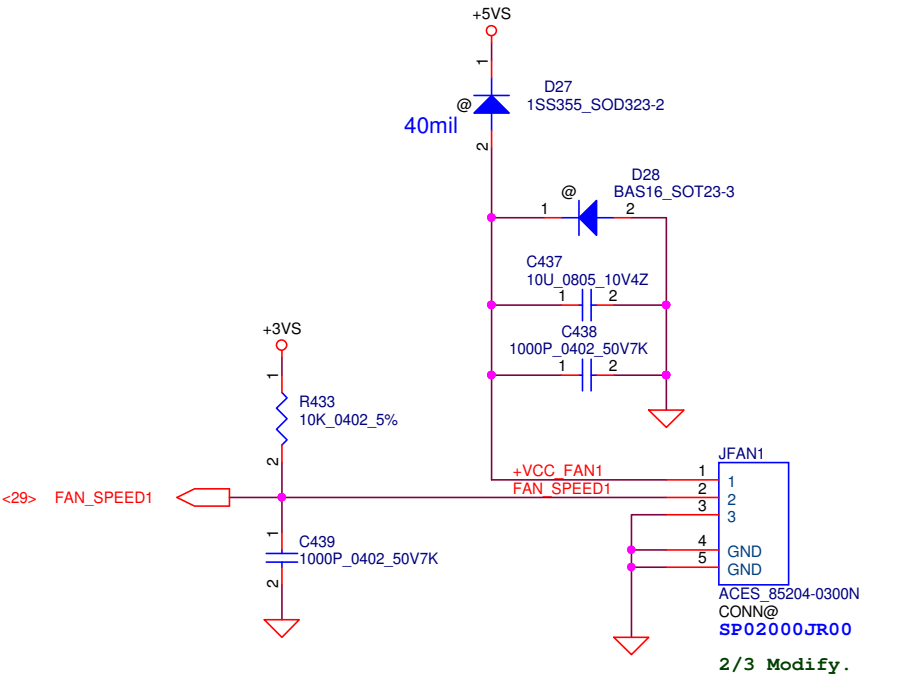 +5VS
1
D27
1SS355_SOD323-2
@
40mil
2
D28
BAS16_SOT23-3
@
1
2
C437
10U_0805_10V4Z
1
2
C438
1000P_0402_50V7K
1
2
+3VS
1
R433
10K_0402_5%
2
<29> FAN_SPEED1
C439
1000P_0402_50V7K
1
2
JFAN1
+VCC_FAN1
FAN_SPEED1
1
2
3
4
5
1
2
3
GND
GND
ACES_85204-0300N
CONN@
SP02000JR00
2/3 Modify.